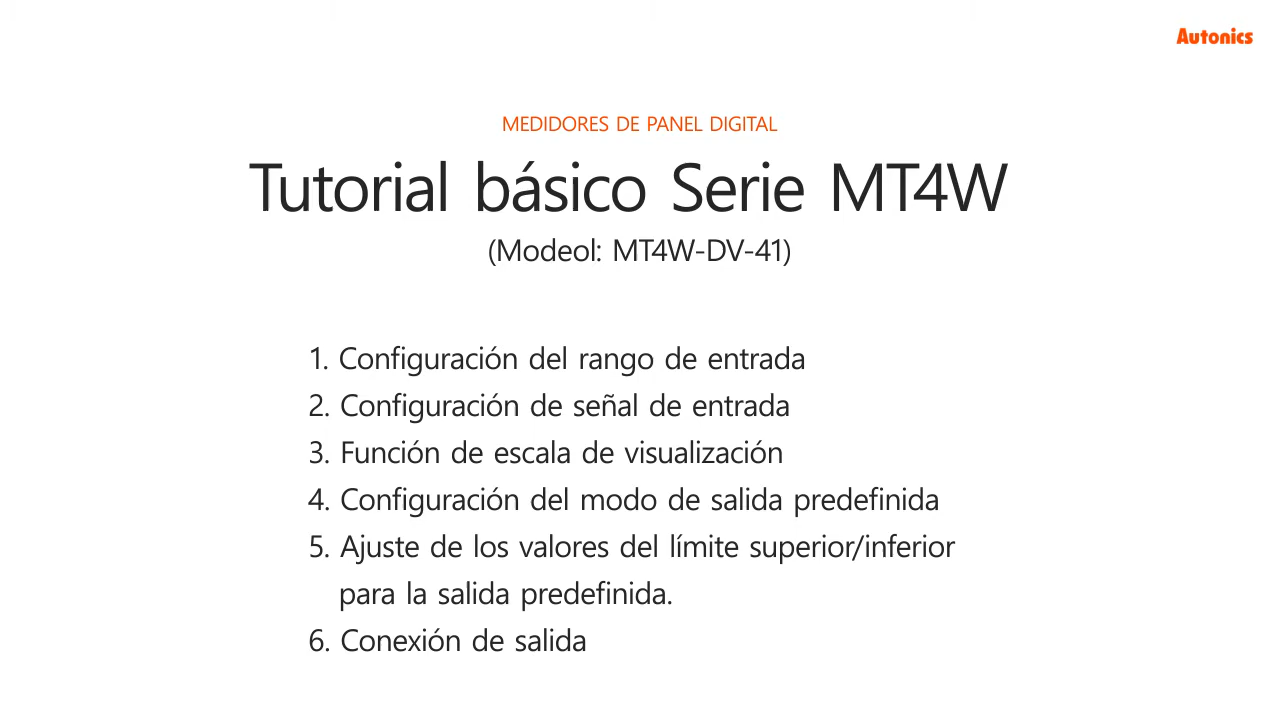 Autonics
MEDIDORES DE PANEL DIGITAL
Tutorial básico Serie MT4W
(Modeol: MT4W-DV-41)
1. Configuración del rango de entrada
2. Configuración de señal de entrada
3. Función de escala de visualización
4. Configuración del modo de salida predefinida
5. Ajuste de los valores del límite superior/inferior
para la salida predefinida.
6. Conexión de salida